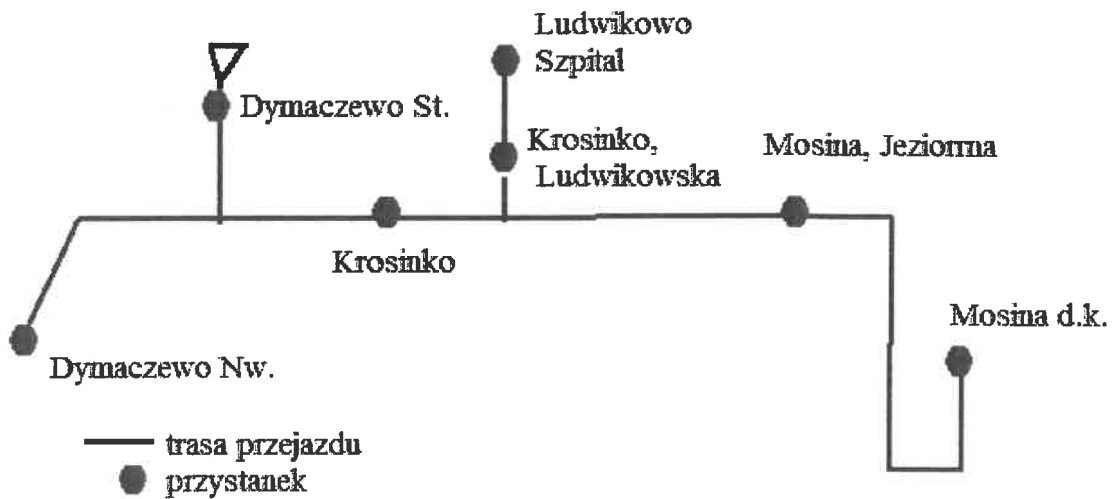 Ludwikowo
Szpital
Dymaczewo St.
Krosinko,
Ludwikowska
Mosina, Jeziorna
Krosinko
Mosina d.k.
Dymaczewo Nw.
trasa przejazdu
przystanek